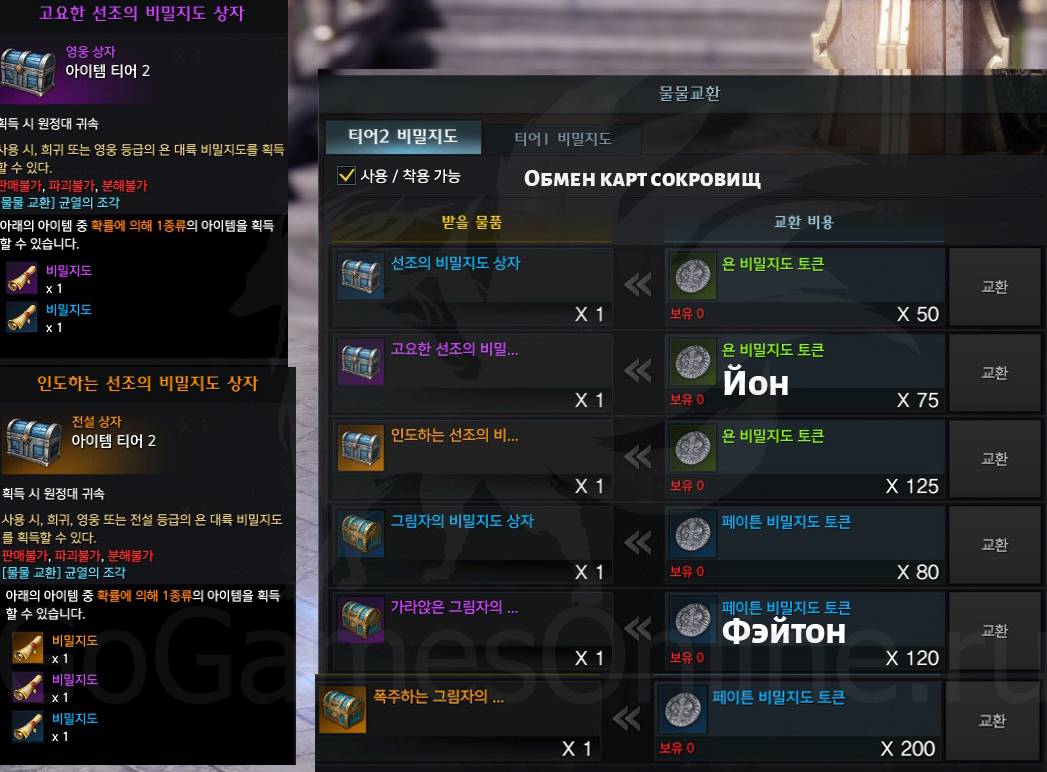 고요한 선조의 비밀지도 상자
영웅 상자
X 1
아이템 티어 2
획득 시 원정대 귀속
사용 시, 희귀 또는 영웅 등급의 욘 대륙 비밀지도를 획득
할 수 있다.
판매불가, 파괴불가, 분해불가
[물물 교환] 균열의 조각
아래의 아이템 중 확률에 의해 1종류의 아이템을 획득
할 수 있습니다.
비밀지도
x 1
비밀지도
x 1
인도하는 선조의 비밀지도 상자
전설 상자
X 1
아이템 티어 2
획득 시 원정대 귀속
사용 시, 희귀, 영웅 또는 전설 등급의 욘 대륙 비밀지도
를 획득할 수 있다.
판매불가, 파괴불가, 분해불가
[물물 교환] 균열의 조각
아래의 아이템 중 확률에 의해 1종류의 아이템을 획득
할 수 있습니다.
비밀지도
x 1
비밀지도
x 1
비밀지도
x 1
물물교환
티어2 비밀지도
티어1 비밀지도
사용 / 착용 가능
Обмен карт сокровищ
받을 물품
교환 비용
선조의 비밀지도 상자
X 1
욘 비밀지도 토큰
보유 0
X 50
교환
고요한 선조의 비밀...
X 1
욘 비밀지도 토큰
Йон
보유 0
X 75
교환
인도하는 선조의 비...
X 1
욘 비밀지도 토큰
보유 0
X 125
교환
그림자의 비밀지도 상자
X 1
페이튼 비밀지도 토큰
보유 0
X 80
교환
가라앉은 그림자의 ...
X 1
페이튼 비밀지도 토큰
Фэйтон
보유 0
X 120
교환
폭주하는 그림자의 ...
X 1
페이튼 비밀지도 토큰
보유 0
X 200
교환
GoGamesOnline.ru